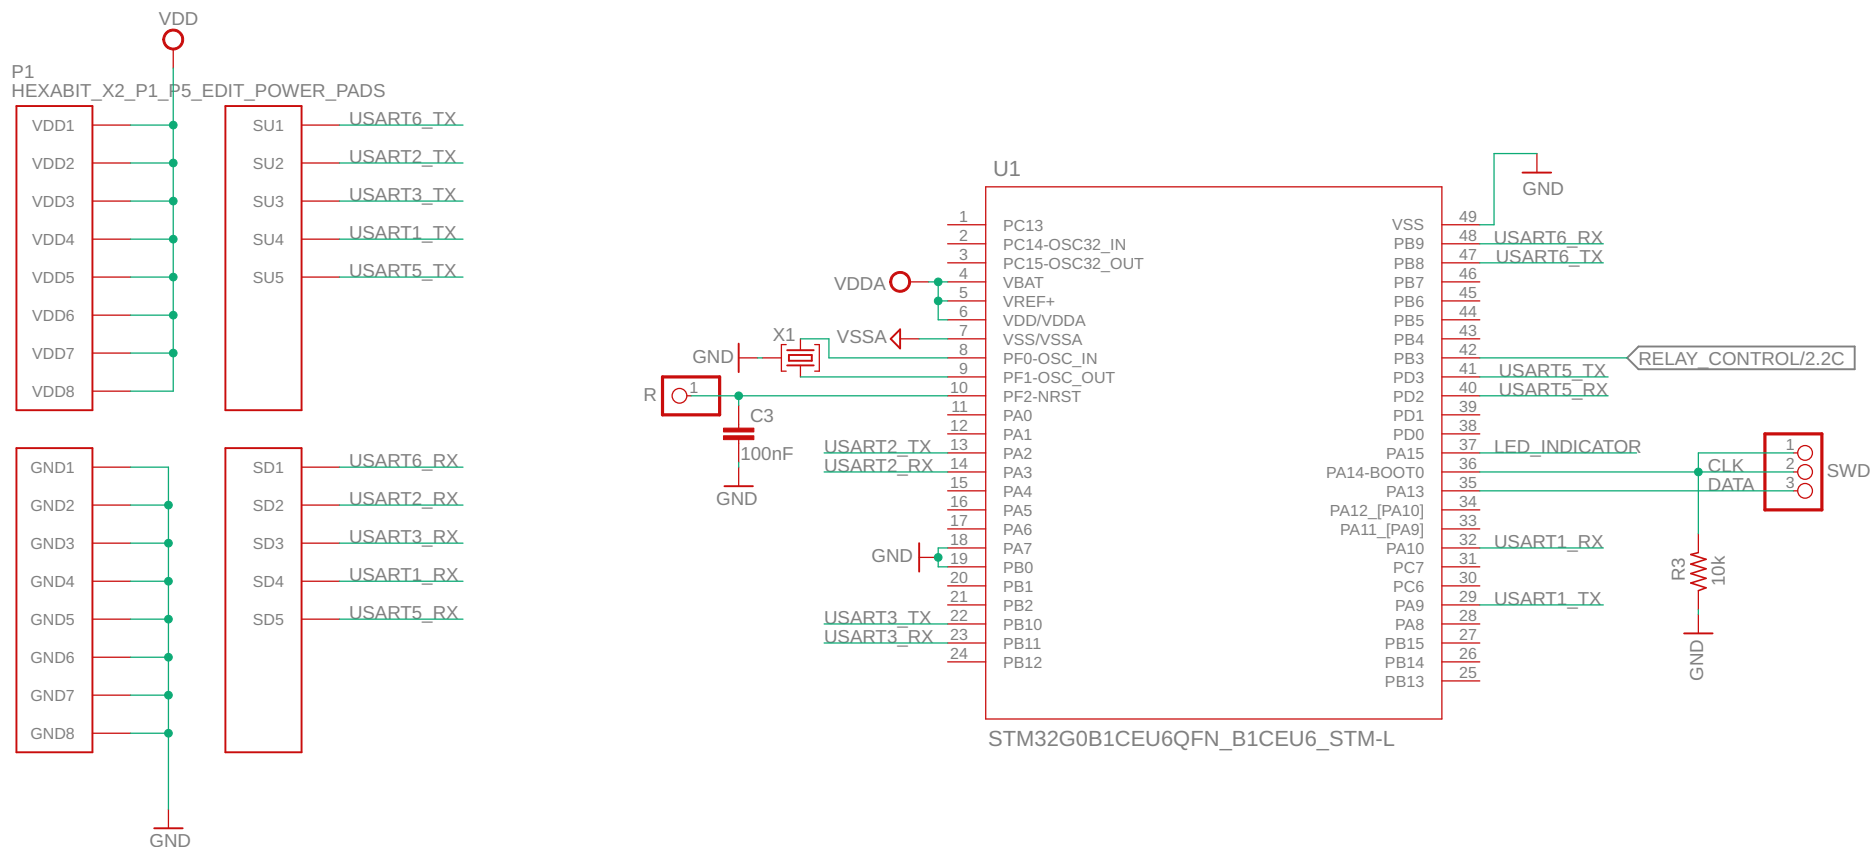 VDD
P1
HEXABIT_X2_P1_P5_EDIT_POWER_PADS
VDD1
VDD2
VDD3
VDD4
VDD5
VDD6
VDD7
VDD8
SU1 USART6_TX
SU2 USART2_TX
SU3 USART3_TX
SU4 USART1_TX
SU5 USART5_TX
GND1
GND2
GND3
GND4
GND5
GND6
GND7
GND8
GND
SD1 USART6_RX
SD2 USART2_RX
SD3 USART3_RX
SD4 USART1_RX
SD5 USART5_RX
U1
1 PC13
2 PC14-OSC32_IN
3 PC15-OSC32_OUT
VDDA 4 VBAT
5 VREF+
6 VDD/VDDA
VSSA 7 VSS/VSSA
X1
GND 8 PF0-OSC_IN
9 PF1-OSC_OUT
R 1 10 PF2-NRST
C3
100nF
GND
11 PA0
12 PA1
USART2_TX 13 PA2
USART2_RX 14 PA3
15 PA4
16 PA5
17 PA6
GND
18 PA7
19 PB0
20 PB1
21 PB2
USART3_TX 22 PB10
USART3_RX 23 PB11
24 PB12
GND
VSS 49
PB9 48 USART6_RX
PB8 47 USART6_TX
PB7 46
PB6 45
PB5 44
PB4 43
PB3 42 RELAY_CONTROL/2.2C
PD3 41 USART5_TX
PD2 40 USART5_RX
PD1 39
PD0 38
PA15 37 LED_INDICATOR
PA14-BOOT0 36 CLK
PA13 35 DATA
1
2
3
SWD
PA12_[PA10] 34
PA11_[PA9] 33
PA10 32 USART1_RX
PC7 31
PC6 30
PA9 29 USART1_TX
PA8 28
PB15 27
PB14 26
PB13 25
R3
10k
GND
STM32G0B1CEU6QFN_B1CEU6_STM-L